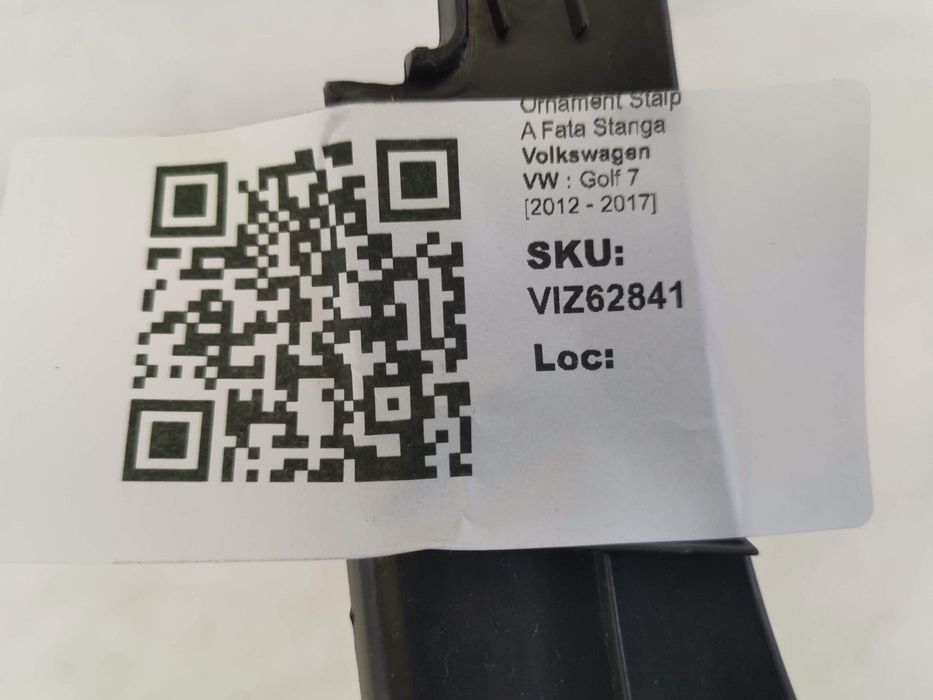 Ornament Stalp
A Fata Stanga
Volkswagen
VW : Golf 7
[2012 - 2017]
SKU:
VIZ62841
Loc: